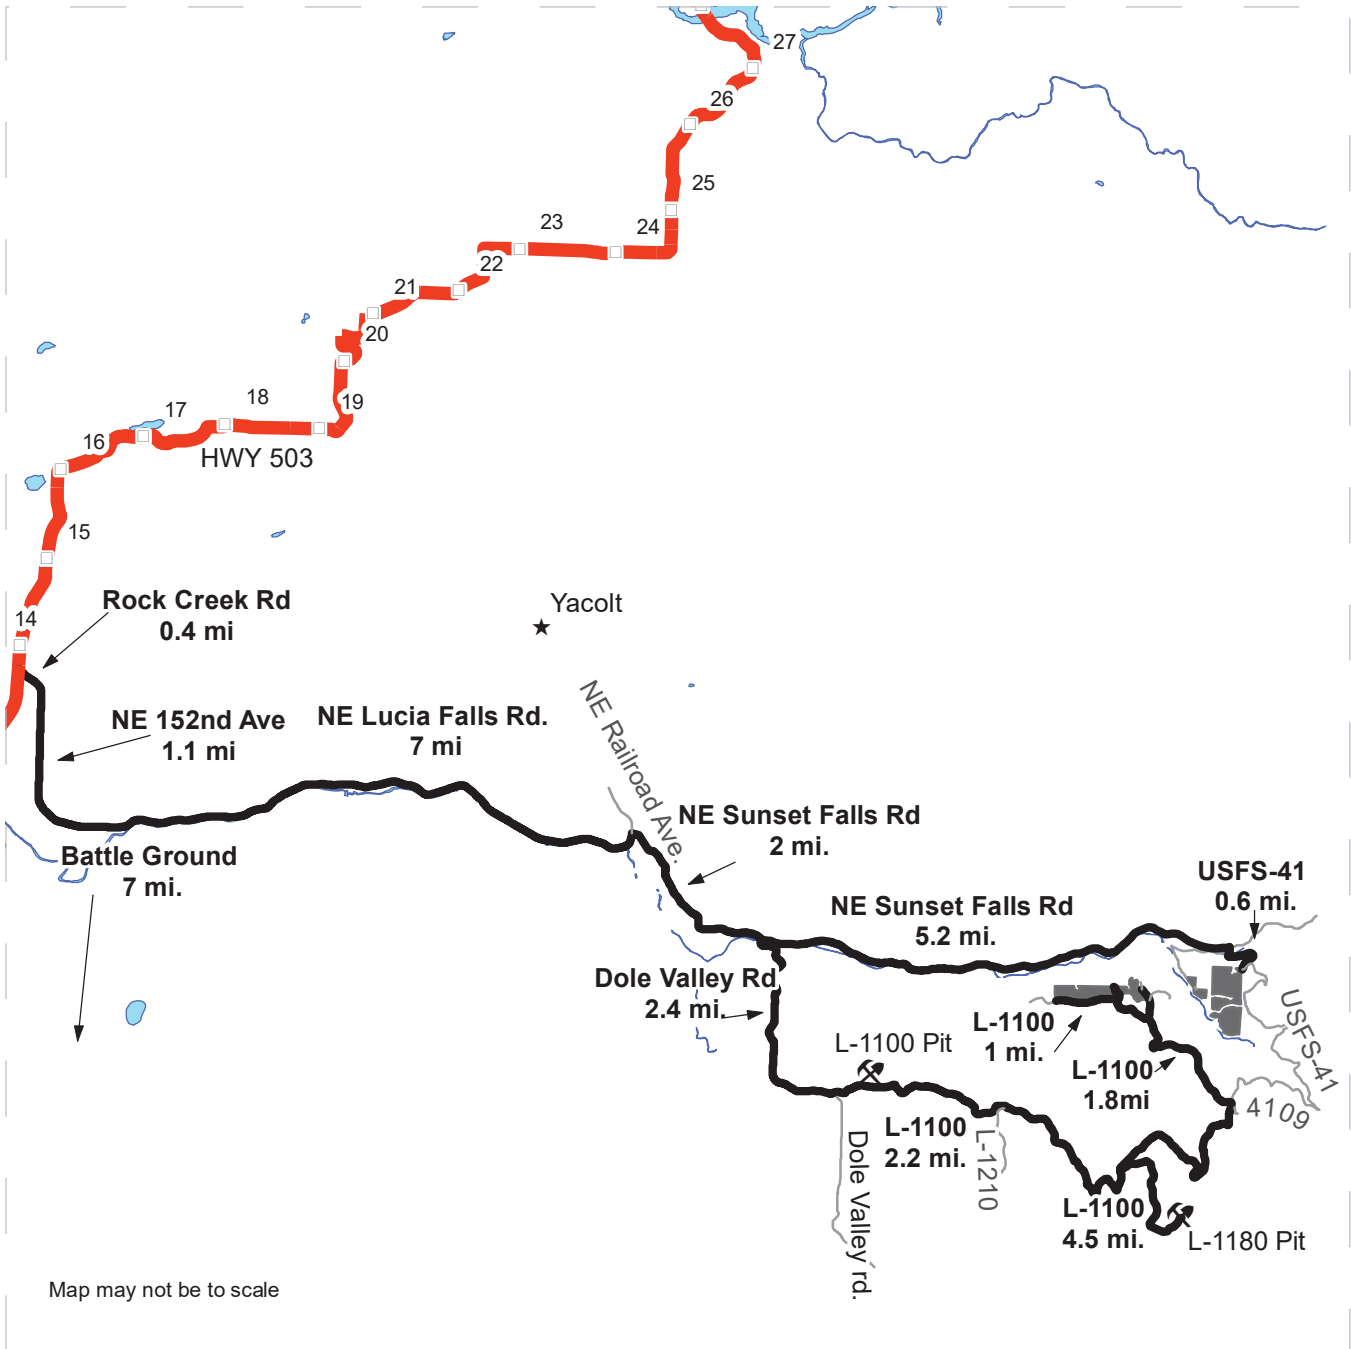 27
26
25
24
23
22
21
20
19
18
17
16
HWY 503
15
14
Rock Creek Rd
0.4 mi
Yacolt
NE 152nd Ave
1.1 mi
NE Lucia Falls Rd.
7 mi
NE Railroad Ave.
NE Sunset Falls Rd
2 mi.
Battle Ground
7 mi.
USFS-41
0.6 mi.
NE Sunset Falls Rd
5.2 mi.
Dole Valley Rd
2.4 mi.
L-1100
1 mi.
USFS-41
L-1100 Pit
L-1100
1.8mi
4109
L-1100
2.2 mi.
L-1210
Dole Valley rd.
L-1100
4.5 mi.
L-1180 Pit
Map may not be to scale